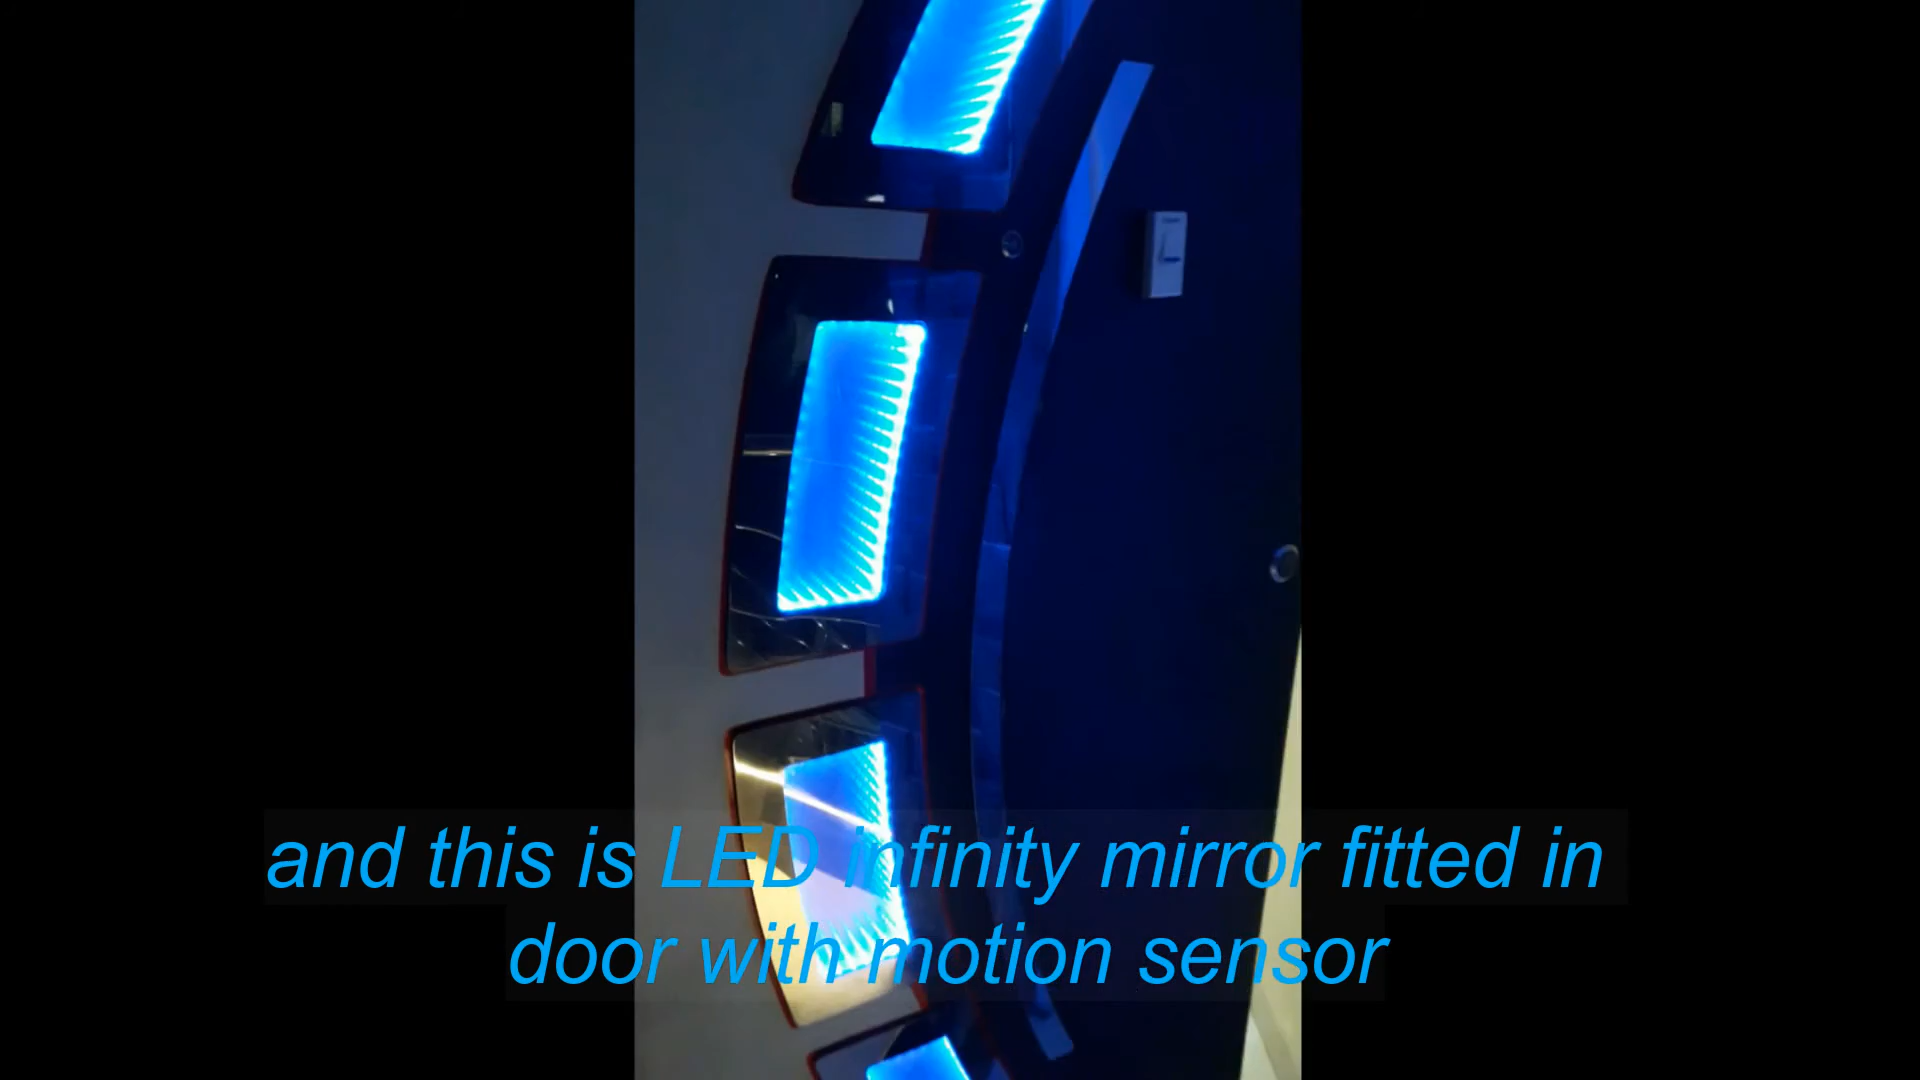 and this is LED infinity mirror fitted in
door with motion sensor